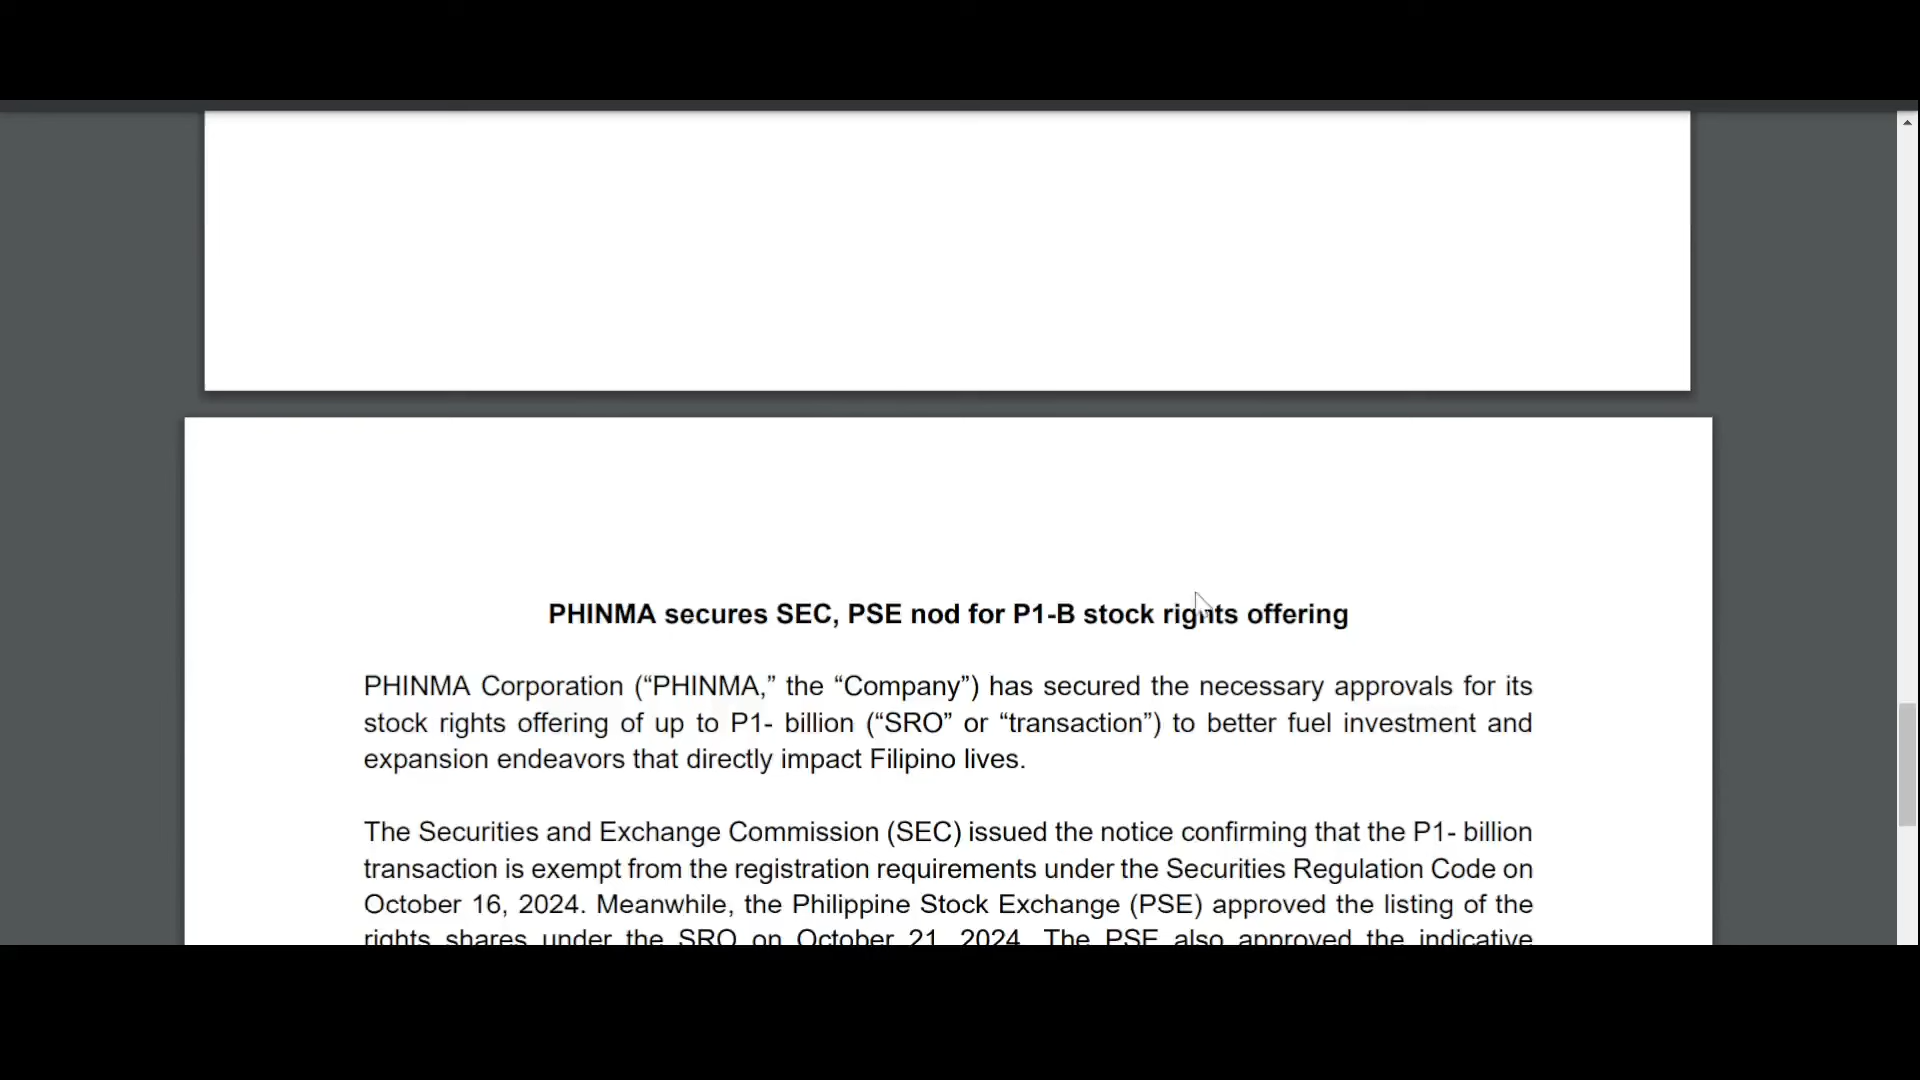 PHINMA secures SEC, PSE nod for P1-B stock rights offering
PHINMA Corporation (“PHINMA,” the “Company”) has secured the necessary approvals for its
stock rights offering of up to P1- billion (“SRO” or “transaction”) to better fuel investment and
expansion endeavors that directly impact Filipino lives.
The Securities and Exchange Commission (SEC) issued the notice confirming that the P1- billion
transaction is exempt from the registration requirements under the Securities Regulation Code on
October 16, 2024. Meanwhile, the Philippine Stock Exchange (PSE) approved the listing of the
rights shares under the SRO on October 21, 2024. The PSE also approved the indicative